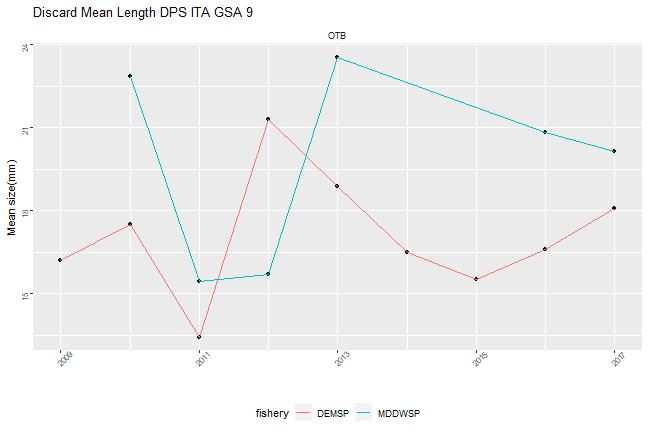 Discard Mean Length DPS ITA GSA 9
OTB
Mean size(mm)
24
21
18
15
2009
2011
2013
2015
2017
fishery DEMSP MDDWSP